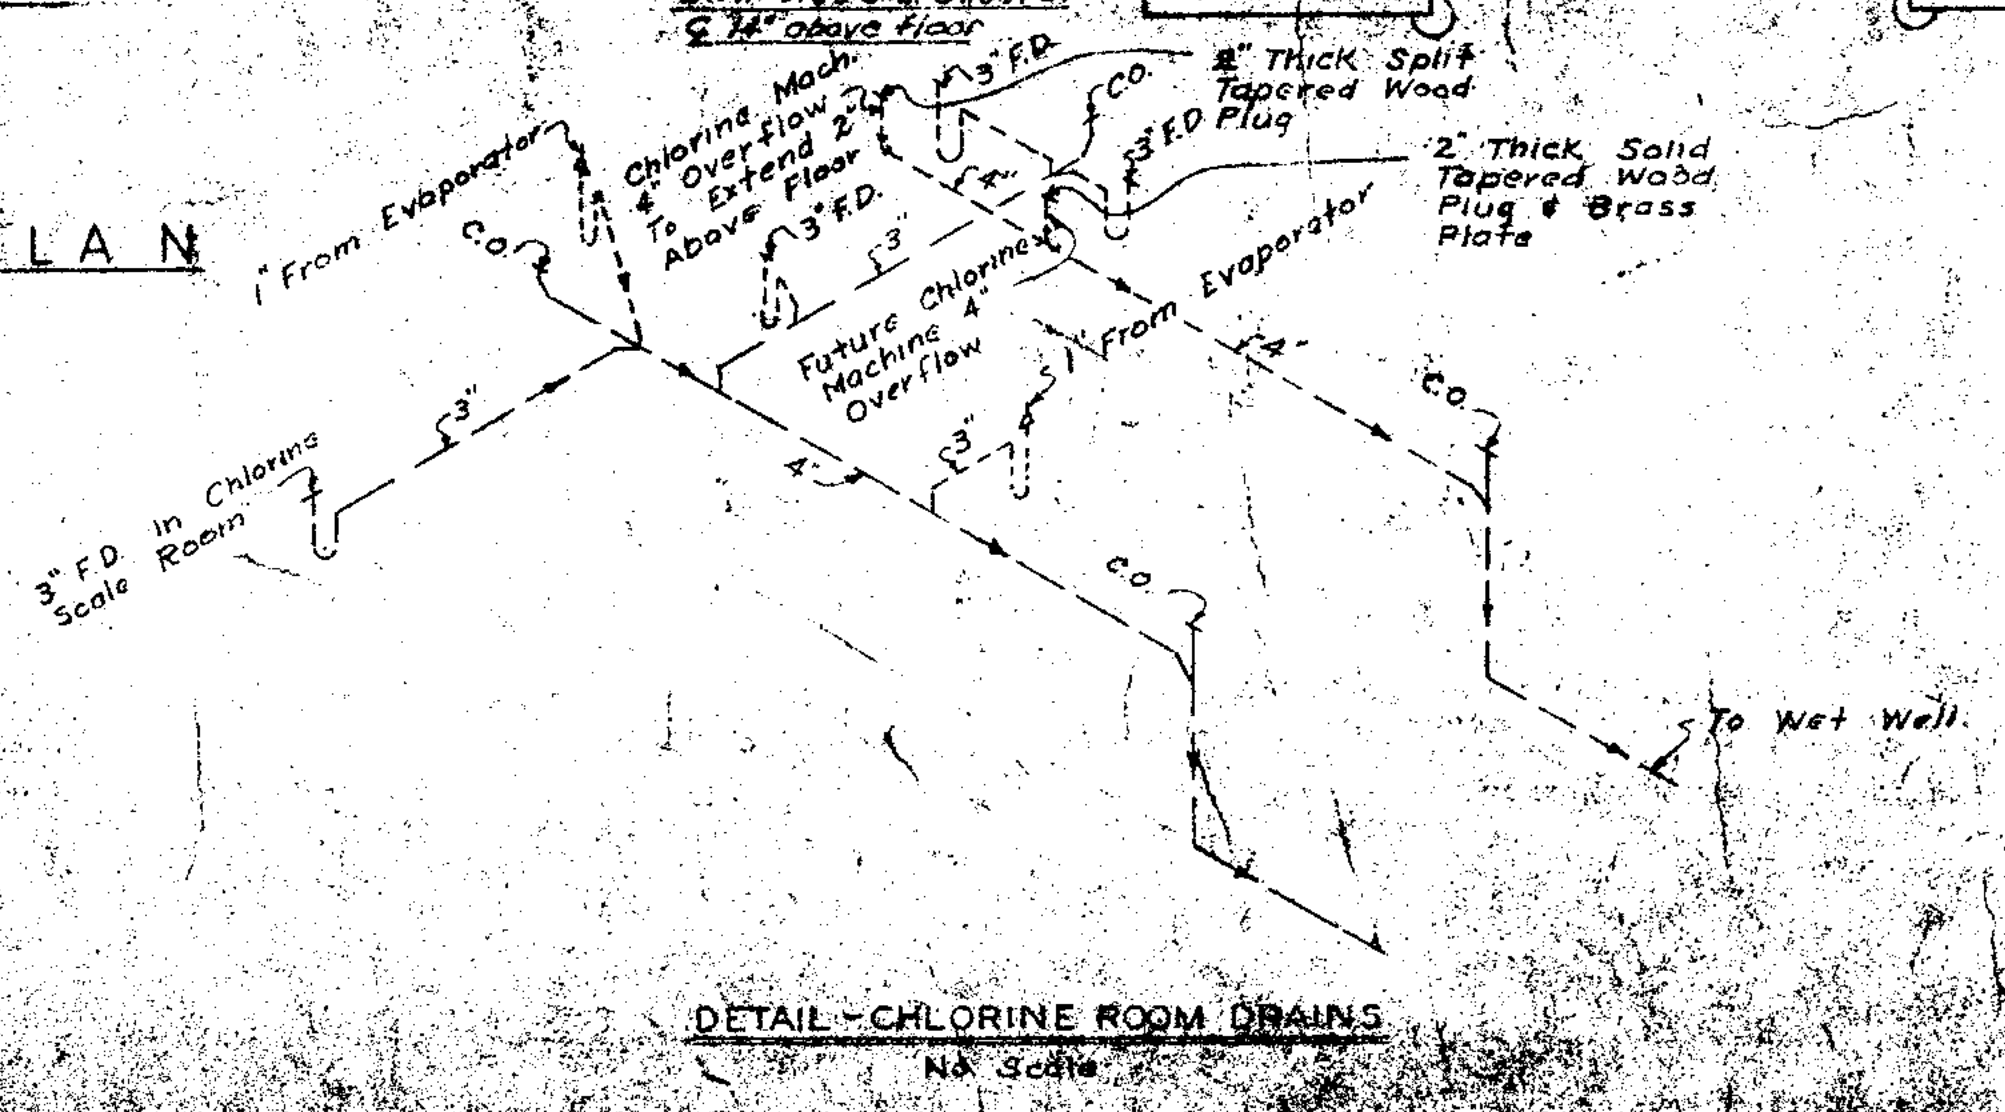 ¢ 14" above floor
3" F.D.
2" Thick Split
Tapered Wood
Plug
C.O.
3" F.D
2" Thick Solid
Tapered Wood
Plug & Brass
Plate
Chlorine Mach.
4" Overflow
To Extend 2"
Above Floor
1" From Evaporator
L A N
C.O.
3" F.D.
4"
3"
Future Chlorine
Machine 4"
Overflow
1" From Evaporator
4"
C.O.
3"
3"
4"
3" F.D. In Chlorine
Scale Room
C.O.
To Wet Well.
DETAIL - CHLORINE ROOM DRAINS
No Scale